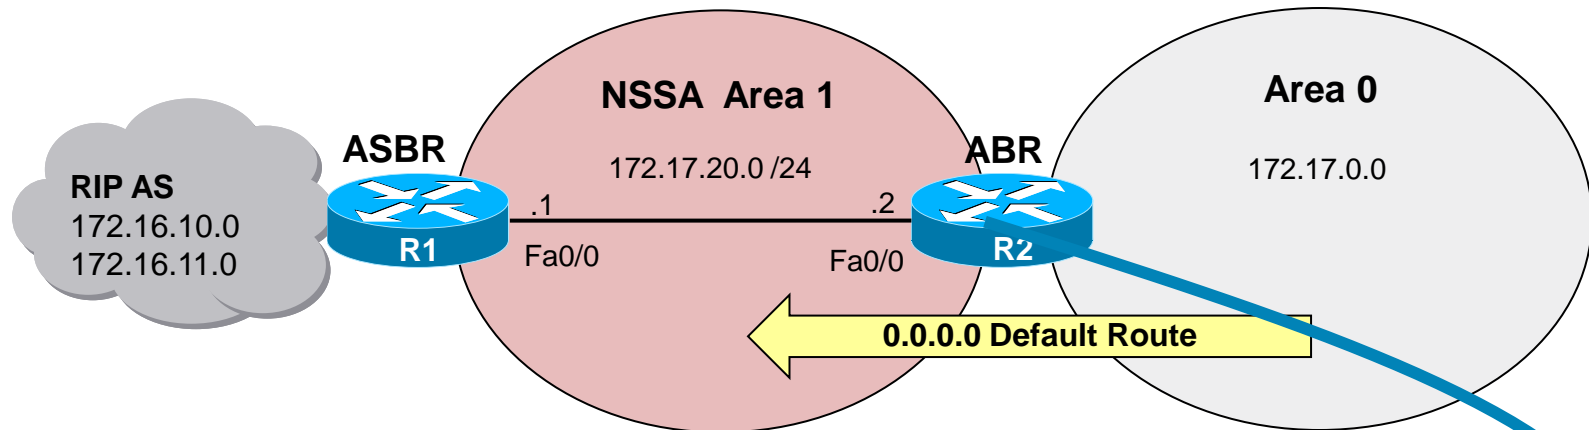 NSSA Area 1
Area 0
ASBR
ABR
172.17.20.0 /24
172.17.0.0
RIP AS
172.16.10.0
172.16.11.0
.1
.2
R1
R2
Fa0/0
Fa0/0
0.0.0.0 Default Route